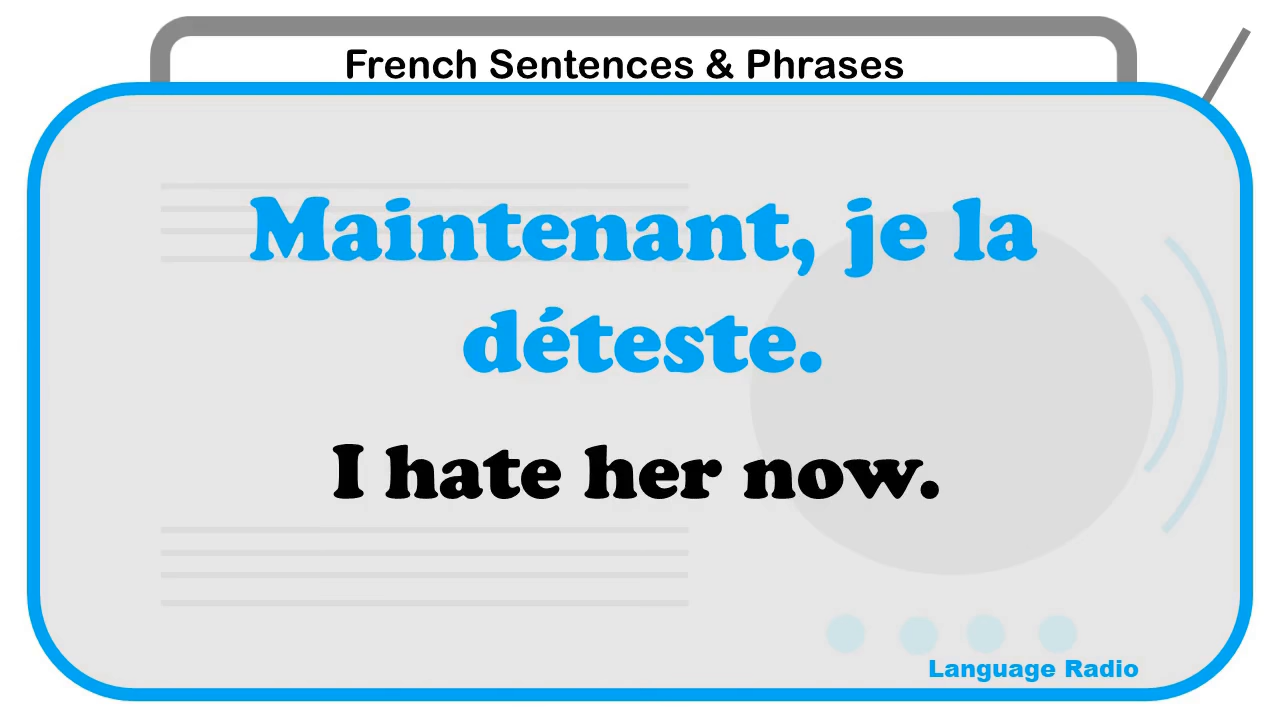 French Sentences & Phrases
Maintenant, je la
déteste.
I hate her now.
Language Radio